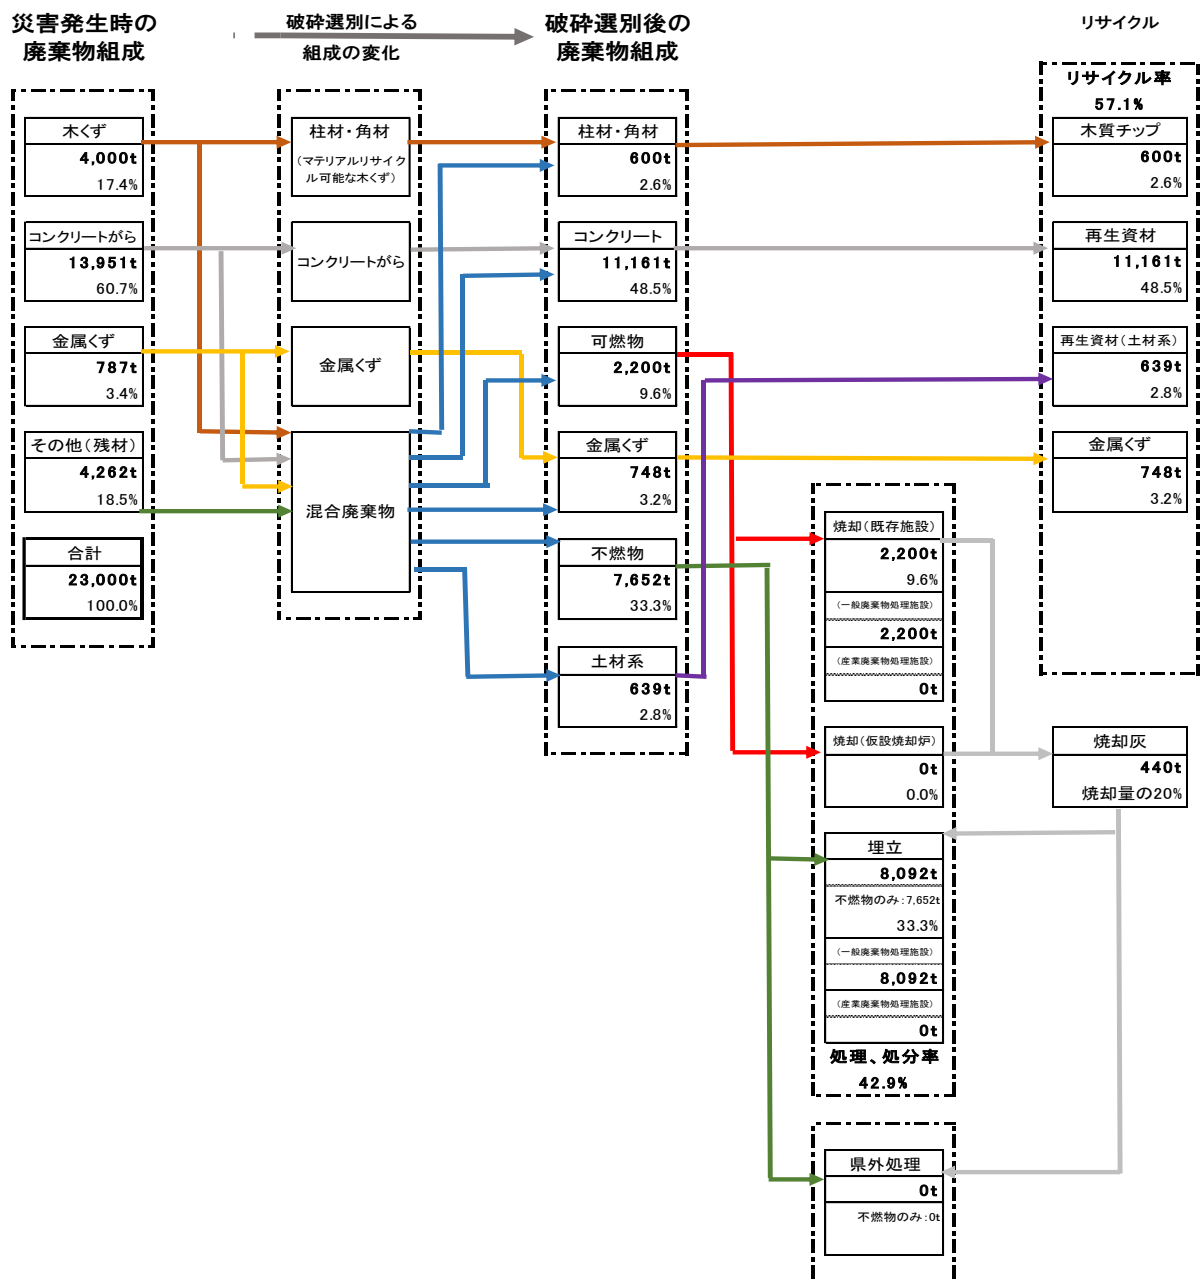 災害発生時の
廃棄物組成
破砕選別による
組成の変化
破砕選別後の
廃棄物組成
リサイクル
木くず
4,000t
17.4%
コンクリートがら
13,951t
60.7%
金属くず
787t
3.4%
その他(残材)
4,262t
18.5%
合計
23,000t
100.0%
柱材・角材
(マテリアルリサイク
ル可能な木くず)
コンクリートがら
金属くず
混合廃棄物
柱材・角材
600t
2.6%
コンクリート
11,161t
48.5%
可燃物
2,200t
9.6%
金属くず
748t
3.2%
不燃物
7,652t
33.3%
土材系
639t
2.8%
焼却(既存施設)
2,200t
9.6%
(一般廃棄物処理施設)
2,200t
(産業廃棄物処理施設)
0t
焼却(仮設焼却炉)
0t
0.0%
埋立
8,092t
不燃物のみ:7,652t
33.3%
(一般廃棄物処理施設)
8,092t
(産業廃棄物処理施設)
0t
処理、処分率
42.9%
県外処理
0t
不燃物のみ:0t
リサイクル率
57.1%
木質チップ
600t
2.6%
再生資材
11,161t
48.5%
再生資材(土材系)
639t
2.8%
金属くず
748t
3.2%
焼却灰
440t
焼却量の20%